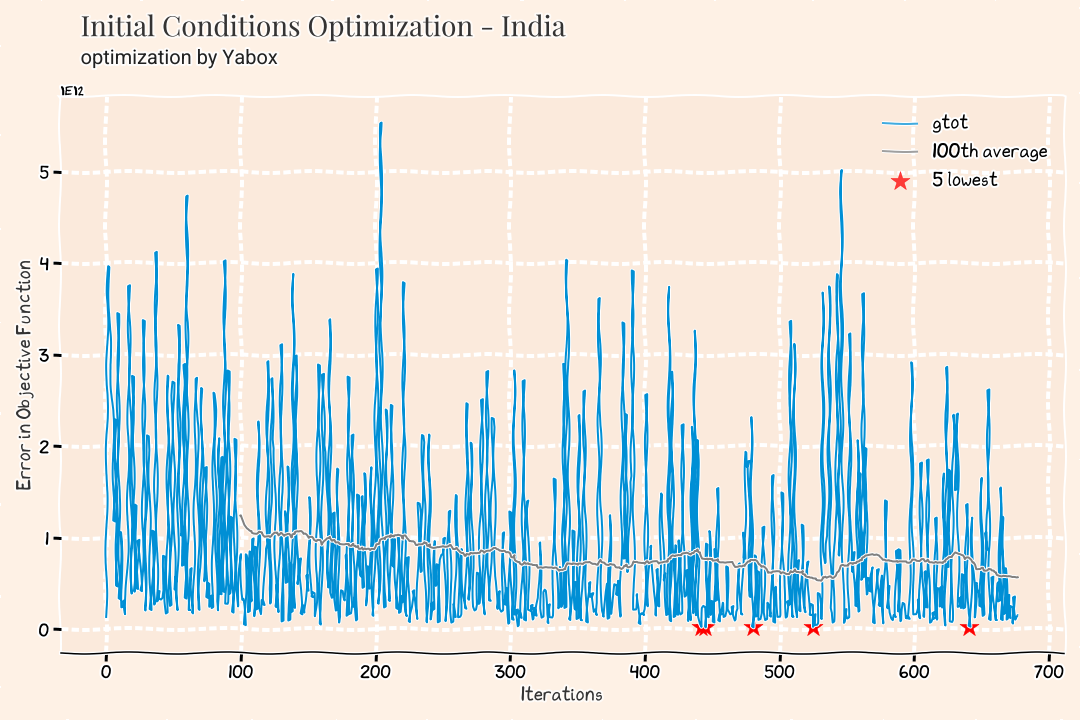 Initial Conditions Optimization - India
optimization by Yabox
1E12
gtot
100th average
5 lowest
5
4
3
2
1
0
Error in Objective Function
0 100 200 300 400 500 600 700
Iterations